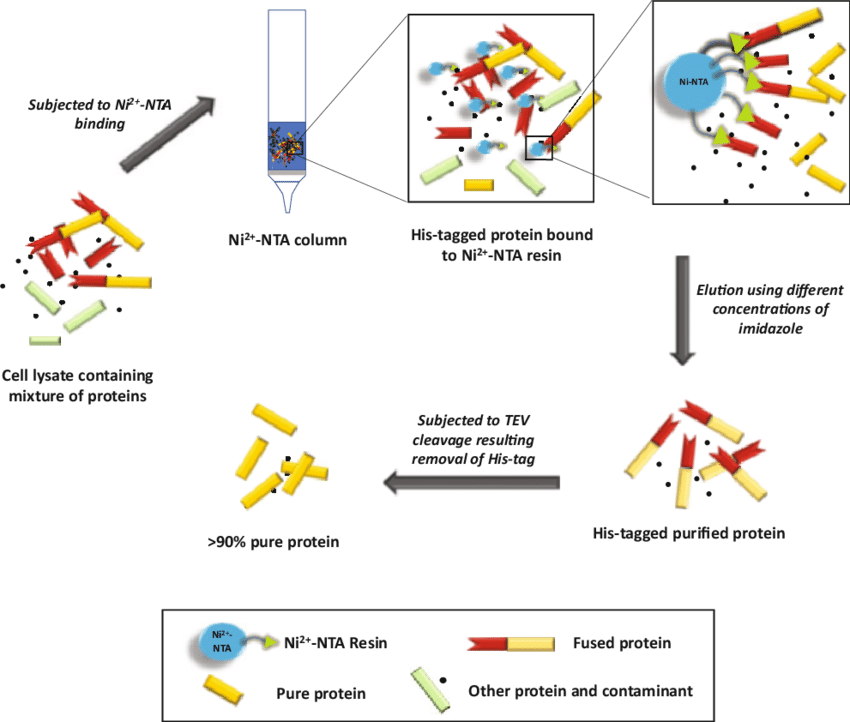 Subjected to Ni²⁺-NTA
binding
Ni-NTA
Ni²⁺-NTA column
His-tagged protein bound
to Ni²⁺-NTA resin
Elution using different
concentrations of
imidazole
Cell lysate containing
mixture of proteins
Subjected to TEV
cleavage resulting
removal of His-tag
>90% pure protein
His-tagged purified protein
Ni²⁺-
NTA
Ni²⁺-NTA Resin
Fused protein
Pure protein
Other protein and contaminant